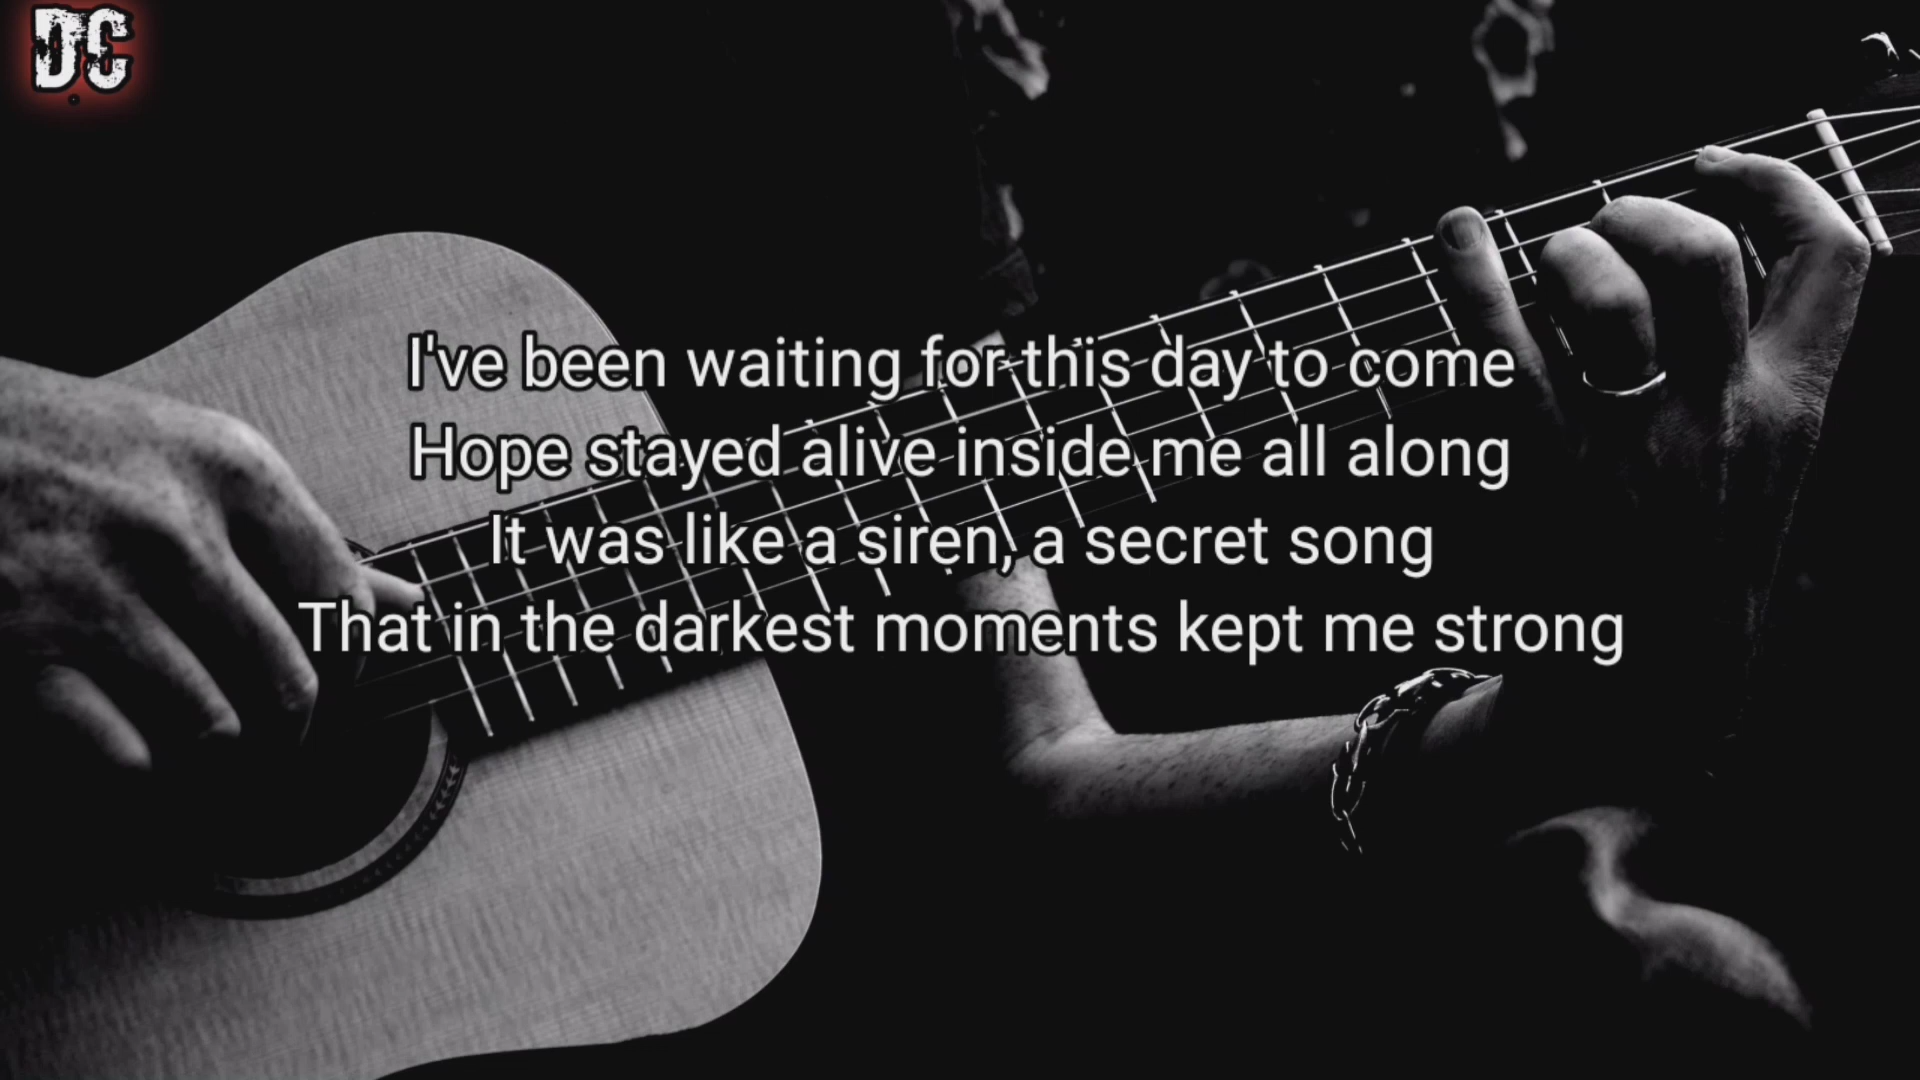 DC
I've been waiting for this day to come
Hope stayed alive inside me all along
It was like a siren, a secret song
That in the darkest moments kept me strong